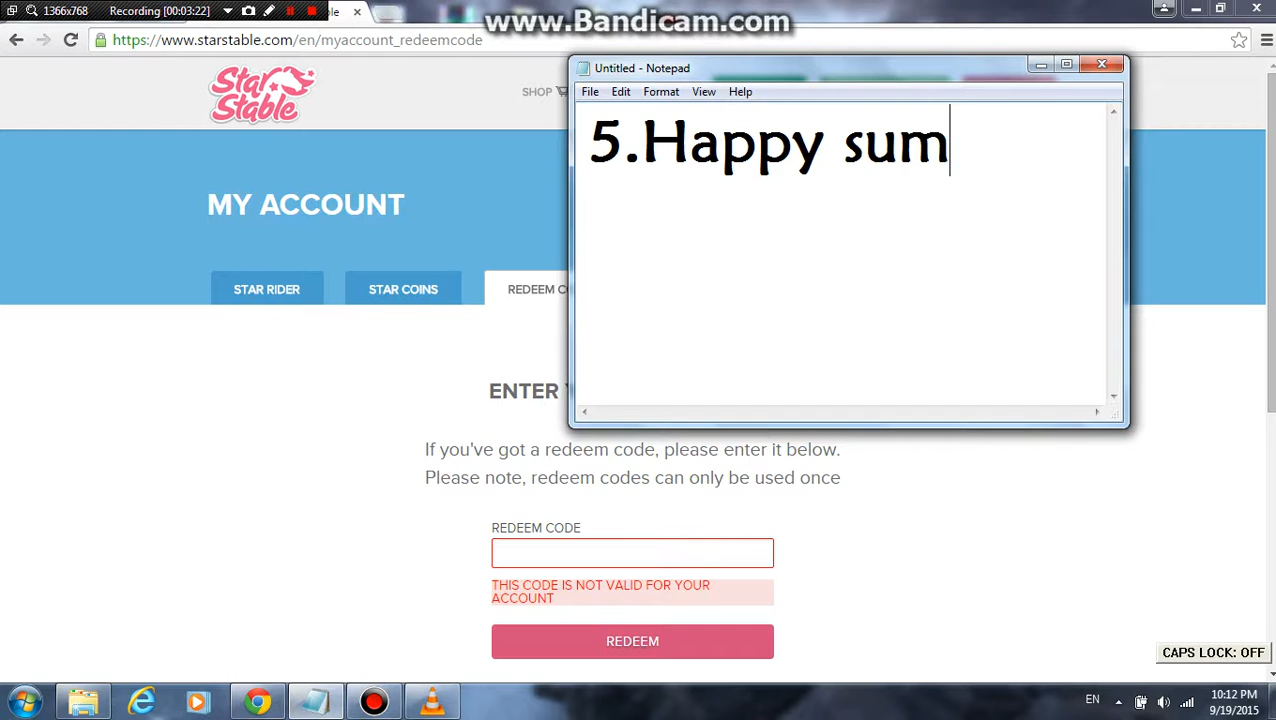 1366x768 Recording [00:03:22]
www.Bandicam.com
https://www.starstable.com/en/myaccount_redeemcode
Star Stable
SHOP
Untitled - Notepad
File Edit Format View Help
5.Happy sum
MY ACCOUNT
STAR RIDER STAR COINS REDEEM CO
ENTER
If you've got a redeem code, please enter it below.
Please note, redeem codes can only be used once
REDEEM CODE
THIS CODE IS NOT VALID FOR YOUR
ACCOUNT
REDEEM
CAPS LOCK: OFF
EN
10:12 PM
9/19/2015